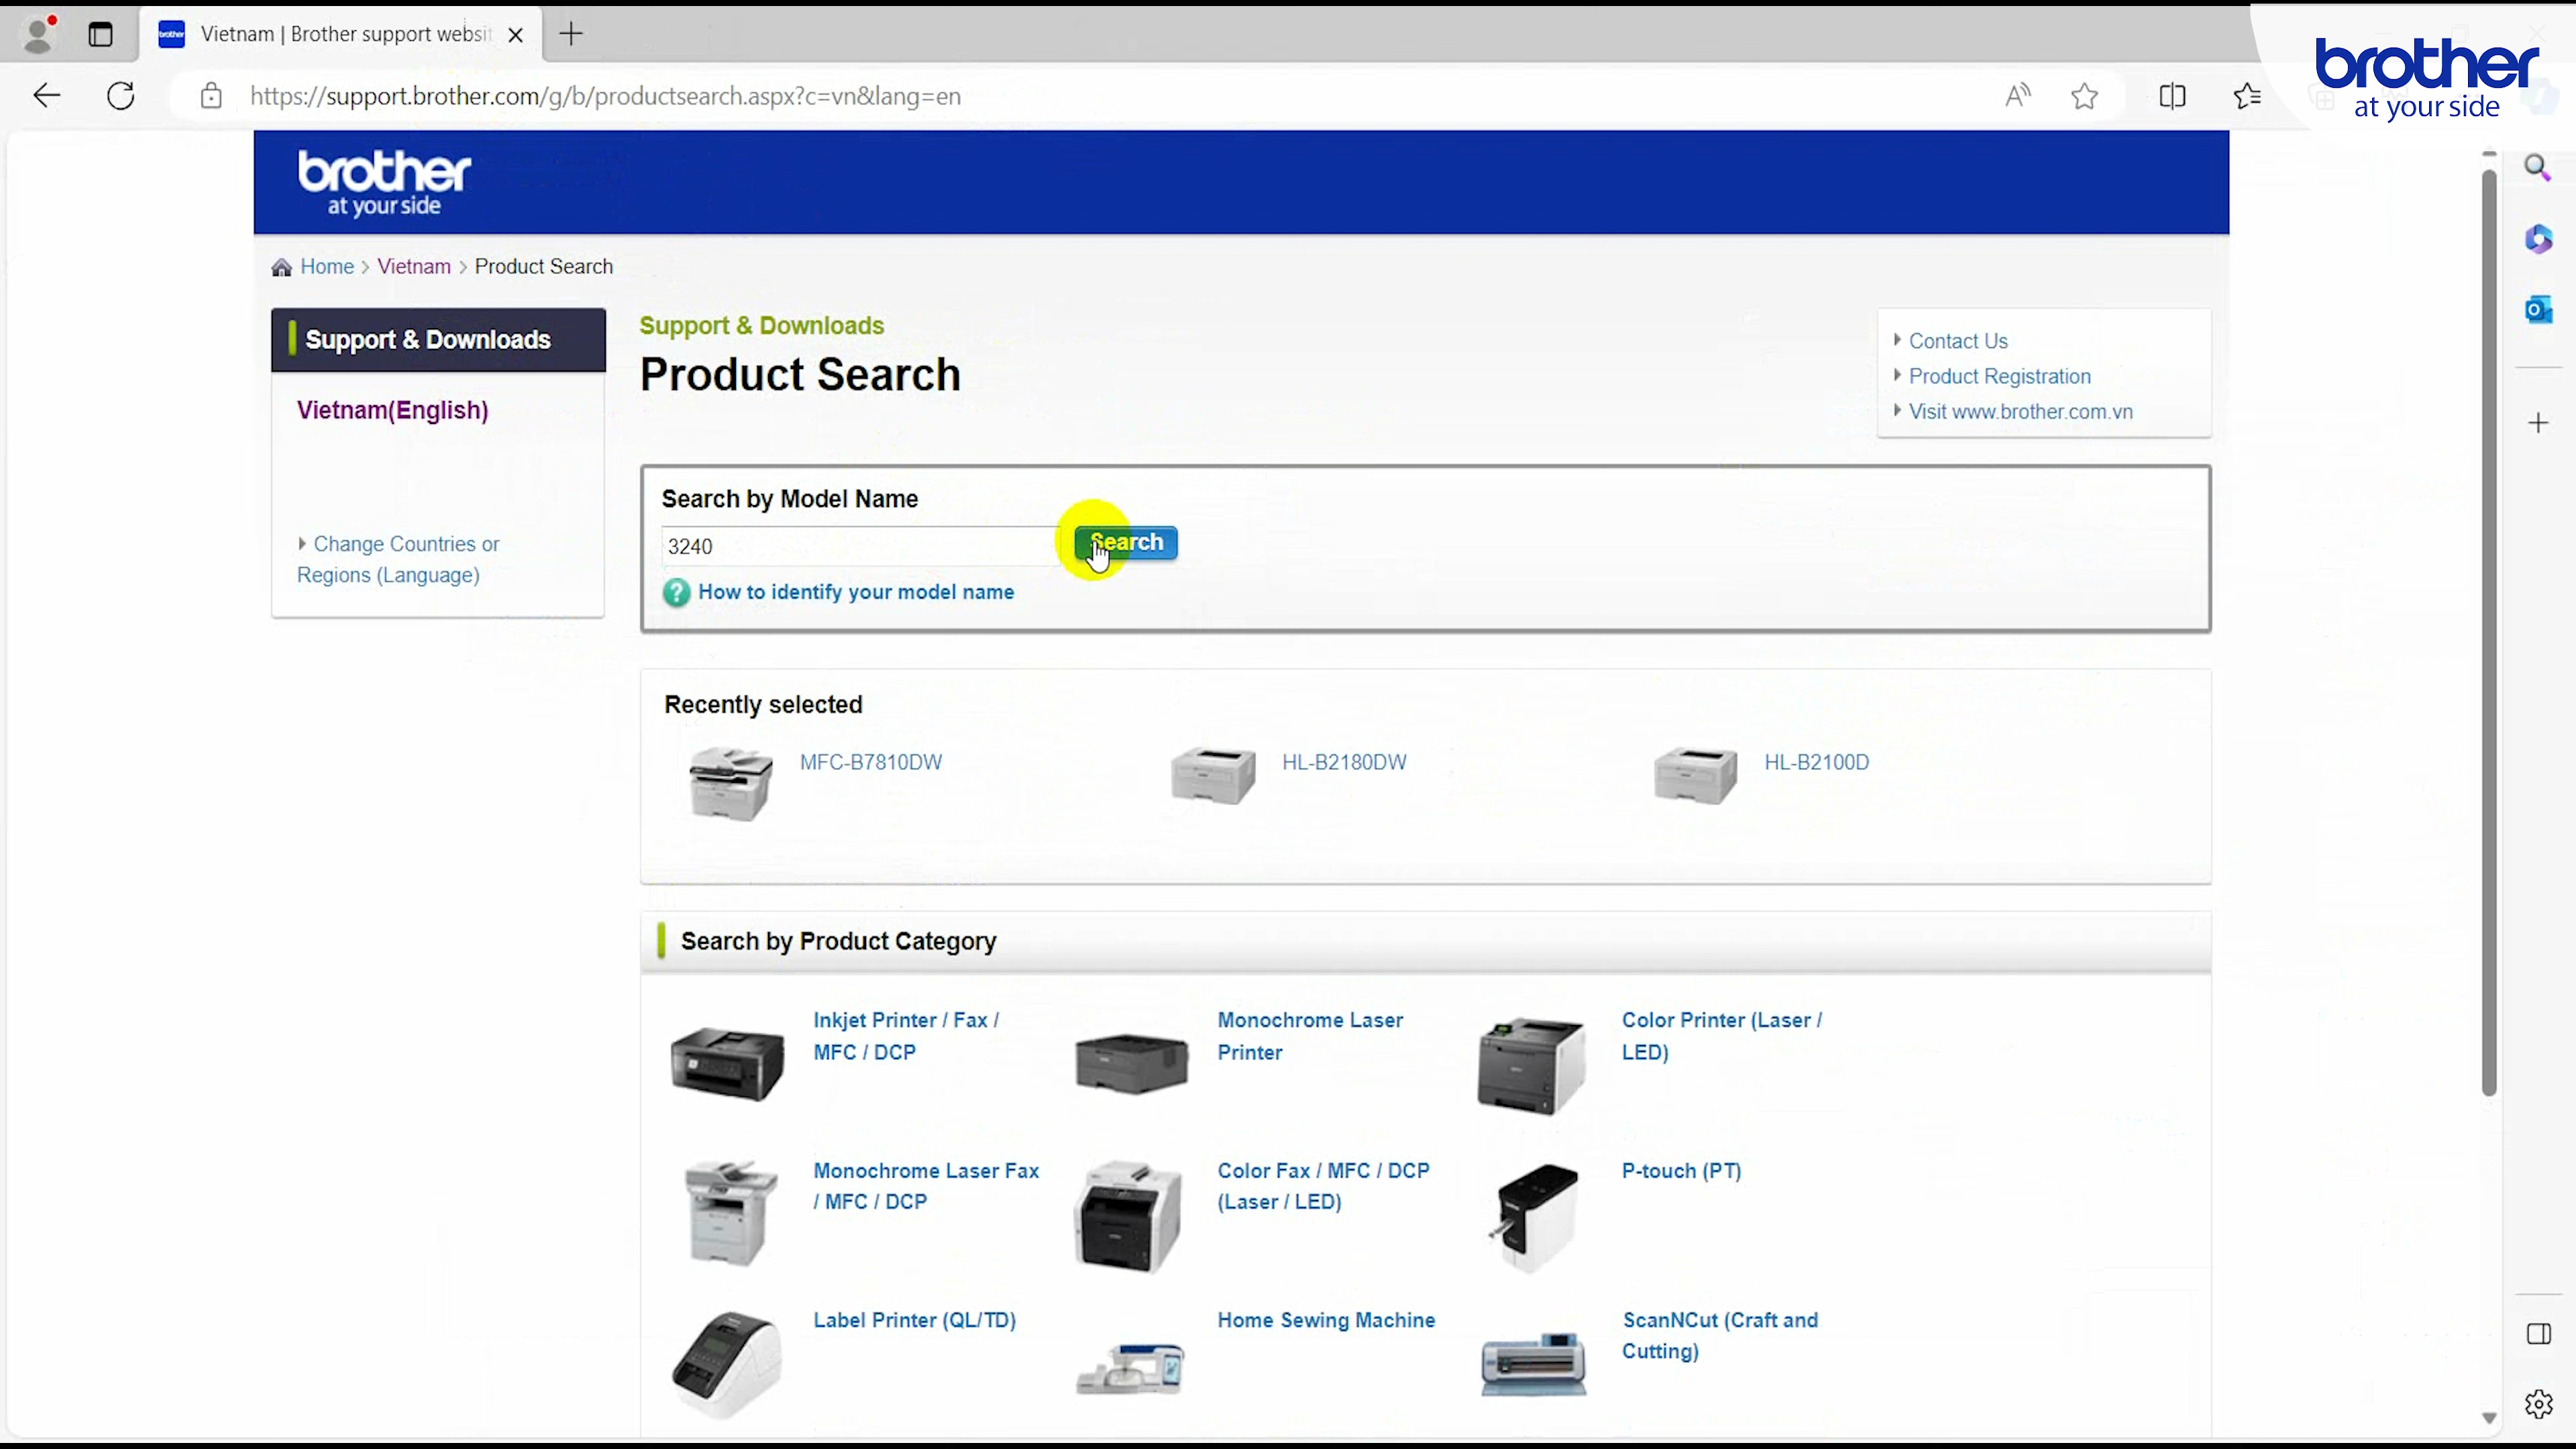 Vietnam | Brother support websit
https://support.brother.com/g/b/productsearch.aspx?c=vn&lang=en
brother
at your side
brother
at your side
Home > Vietnam > Product Search
Support & Downloads
Vietnam(English)
Change Countries or
Regions (Language)
Support & Downloads
Product Search
Contact Us
Product Registration
Visit www.brother.com.vn
Search by Model Name
3240
Search
How to identify your model name
Recently selected
MFC-B7810DW
HL-B2180DW
HL-B2100D
Search by Product Category
Inkjet Printer / Fax /
MFC / DCP
Monochrome Laser
Printer
Color Printer (Laser /
LED)
Monochrome Laser Fax
/ MFC / DCP
Color Fax / MFC / DCP
(Laser / LED)
P-touch (PT)
Label Printer (QL/TD)
Home Sewing Machine
ScanNCut (Craft and
Cutting)